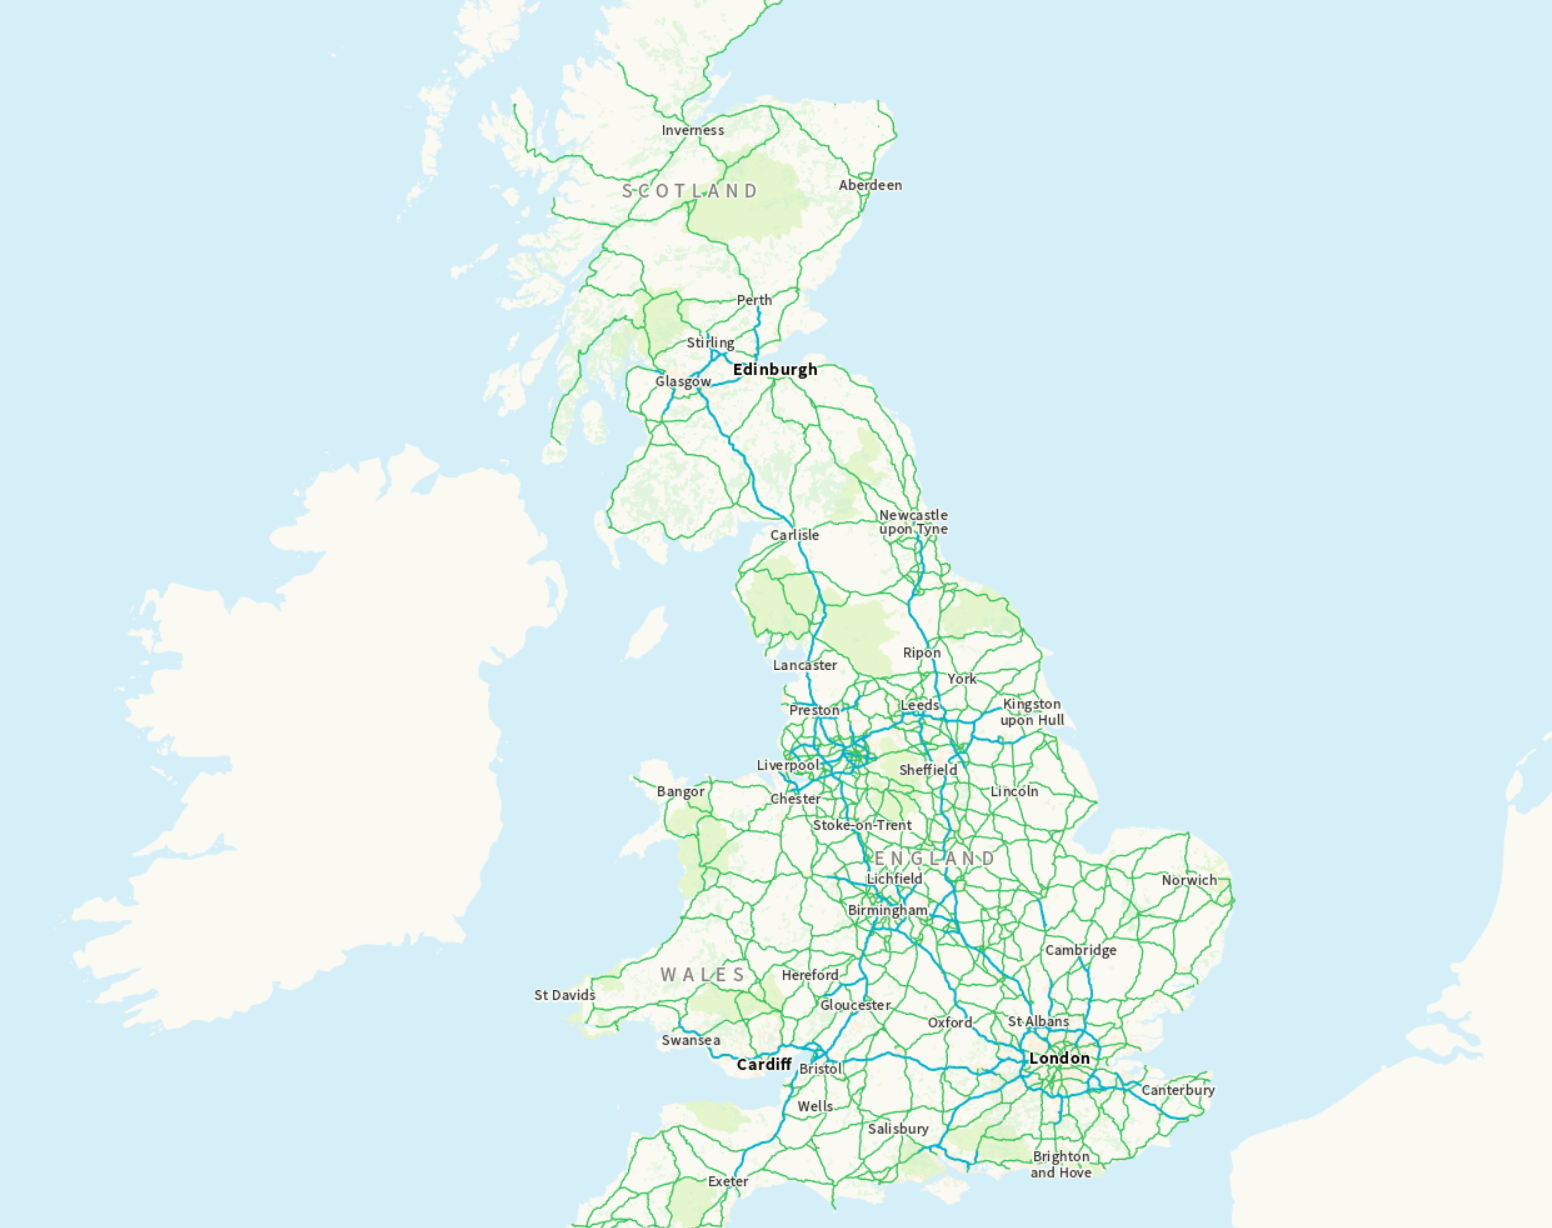 Inverness
SCOTLAND
Aberdeen
Perth
Stirling
Edinburgh
Glasgow
Newcastle
upon Tyne
Carlisle
Ripon
Lancaster
York
Preston
Leeds
Kingston
upon Hull
Liverpool
Sheffield
Bangor
Chester
Lincoln
Stoke-on-Trent
ENGLAND
Lichfield
Norwich
Birmingham
Cambridge
WALES
Hereford
St Davids
Gloucester
Oxford
St Albans
Swansea
Cardiff
Bristol
London
Canterbury
Wells
Salisbury
Brighton
and Hove
Exeter